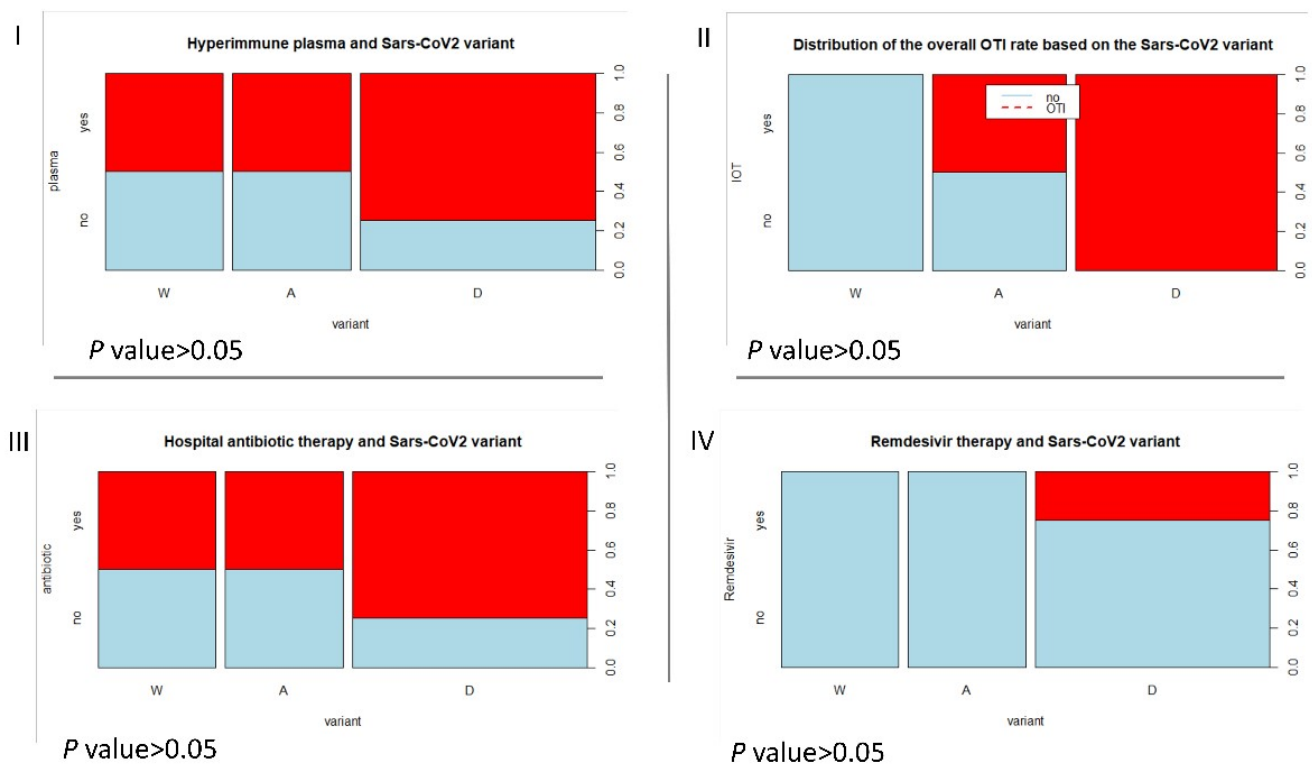 I
Hyperimmune plasma and Sars-CoV2 variant
plasma
yes
no
1.0
0.8
0.6
0.4
0.2
0.0
W A D
variant
P value>0.05
II
Distribution of the overall OTI rate based on the Sars-CoV2 variant
IOT
yes
no
no
OTI
1.0
0.8
0.6
0.4
0.2
0.0
W A D
variant
P value>0.05
III
Hospital antibiotic therapy and Sars-CoV2 variant
antibiotic
yes
no
1.0
0.8
0.6
0.4
0.2
0.0
W A D
variant
P value>0.05
IV
Remdesivir therapy and Sars-CoV2 variant
Remdesivir
yes
no
1.0
0.8
0.6
0.4
0.2
0.0
W A D
variant
P value>0.05